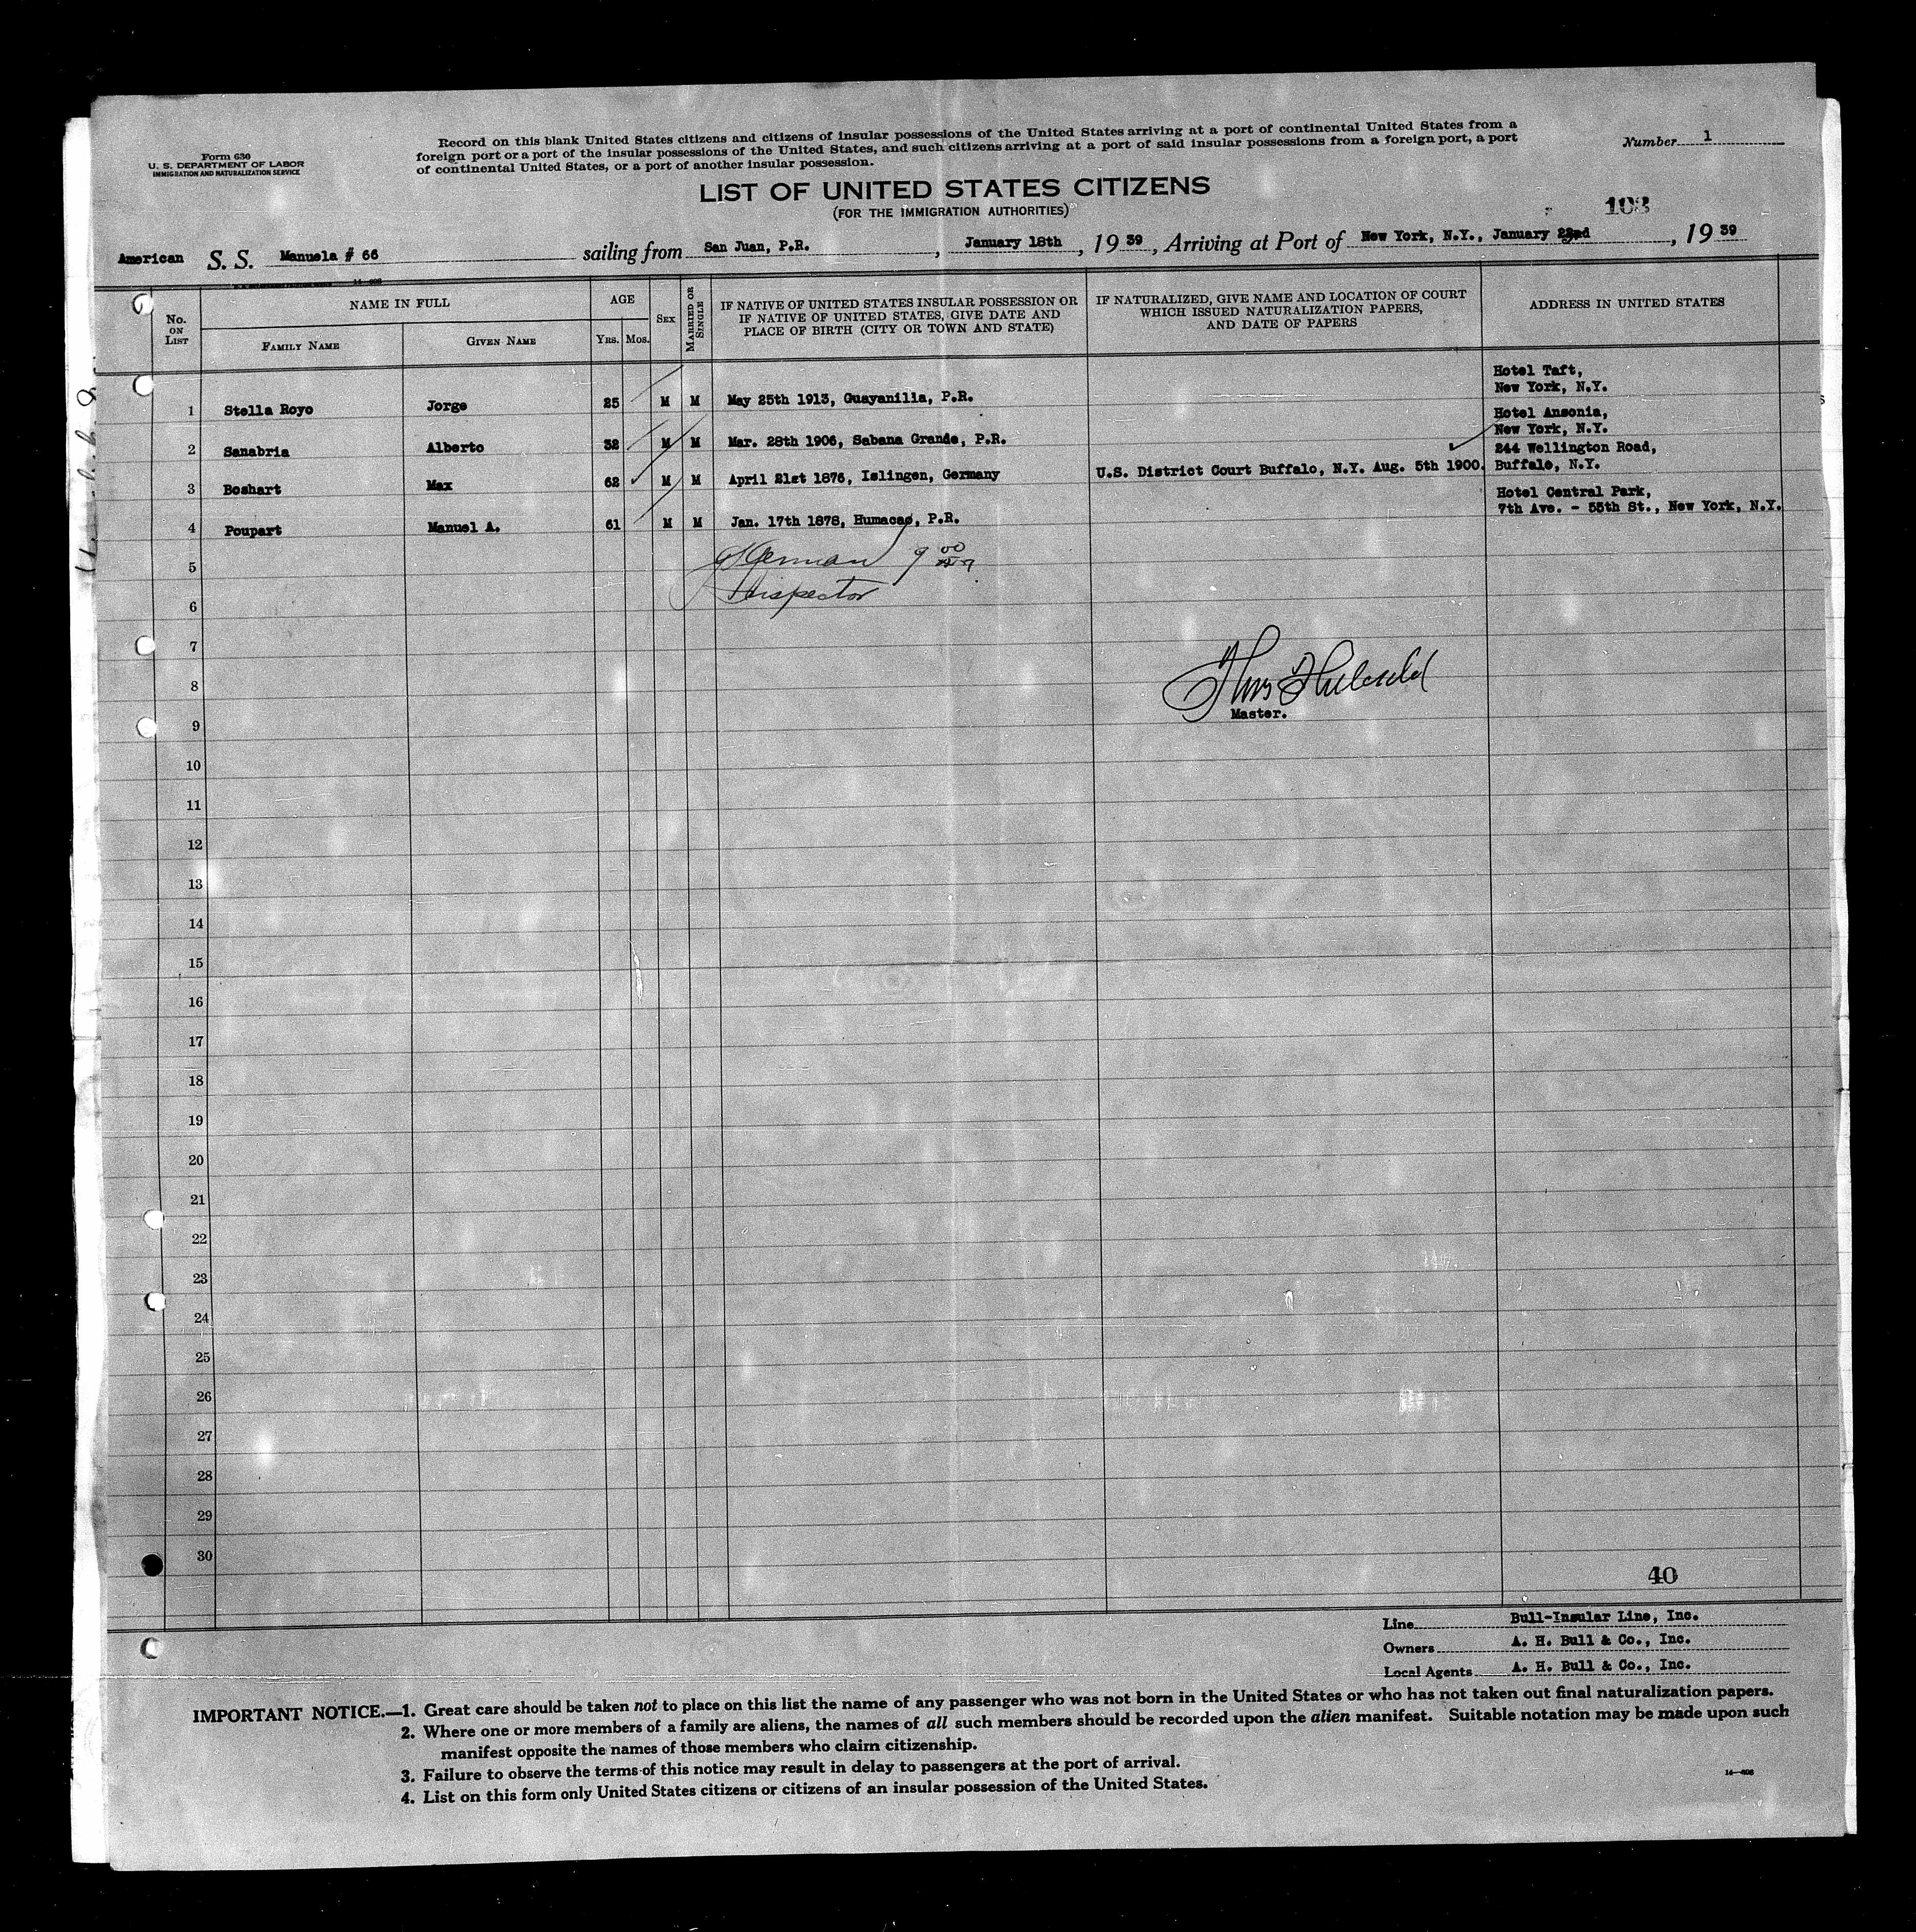 Form 630
U. S. DEPARTMENT OF LABOR
IMMIGRATION AND NATURALIZATION SERVICE
Record on this blank United States citizens and citizens of insular possessions of the United States arriving at a port of continental United States from a
foreign port or a port of the insular possessions of the United States, and such citizens arriving at a port of said insular possessions from a foreign port, a port
of continental United States, or a port of another insular possession.
Number 1
LIST OF UNITED STATES CITIZENS
(FOR THE IMMIGRATION AUTHORITIES)
103
American S. S. Manuela # 66 sailing from San Juan, P.R. , January 18th , 19 39 , Arriving at Port of New York, N.Y., January , 19 39
No. ON LIST NAME IN FULL FAMILY NAME GIVEN NAME AGE YRS. MOS. SEX MARRIED OR SINGLE
IF NATIVE OF UNITED STATES INSULAR POSSESSION OR
IF NATIVE OF UNITED STATES, GIVE DATE AND
PLACE OF BIRTH (CITY OR TOWN AND STATE)
IF NATURALIZED, GIVE NAME AND LOCATION OF COURT
WHICH ISSUED NATURALIZATION PAPERS,
AND DATE OF PAPERS
ADDRESS IN UNITED STATES
1 Stella Royo Jorge 25 M M May 25th 1913, Guayanilla, P.R. Hotel Taft,
New York, N.Y.
2 Sanabria Alberto 32 M M Mar. 28th 1906, Sabana Grande, P.R. Hotel Ansonia,
New York, N.Y.
3 Boshart Max 62 M M April 21st 1876, Islingen, Germany U.S. District Court Buffalo, N.Y. Aug. 5th 1900. 244 Wellington Road,
Buffalo, N.Y.
4 Poupart Manuel A. 61 M M Jan. 17th 1878, Humacao, P.R. Hotel Central Park,
7th Ave. - 55th St., New York, N.Y.
5
Inspector
6
7
8
Master.
9
10
11
12
13
14
15
16
17
18
19
20
21
22
23
24
25
26
27
28
29
30
40
Line Bull-Insular Line, Inc.
Owners A. H. Bull & Co., Inc.
Local Agents A. H. Bull & Co., Inc.
IMPORTANT NOTICE.—1. Great care should be taken not to place on this list the name of any passenger who was not born in the United States or who has not taken out final naturalization papers.
2. Where one or more members of a family are aliens, the names of all such members should be recorded upon the alien manifest. Suitable notation may be made upon such
manifest opposite the names of those members who claim citizenship.
3. Failure to observe the terms of this notice may result in delay to passengers at the port of arrival.
4. List on this form only United States citizens or citizens of an insular possession of the United States.